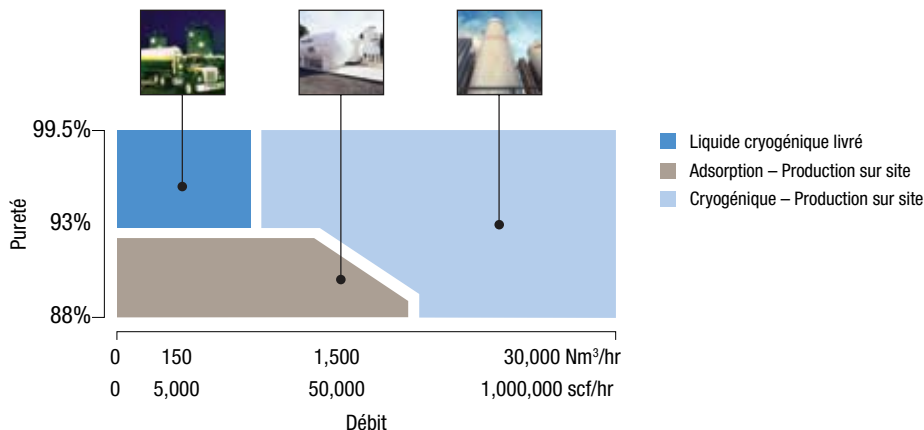 99.5%
93%
88%
Pureté
Liquide cryogénique livré
Adsorption – Production sur site
Cryogénique – Production sur site
0 150 1,500 30,000 Nm³/hr
0 5,000 50,000 1,000,000 scf/hr
Débit